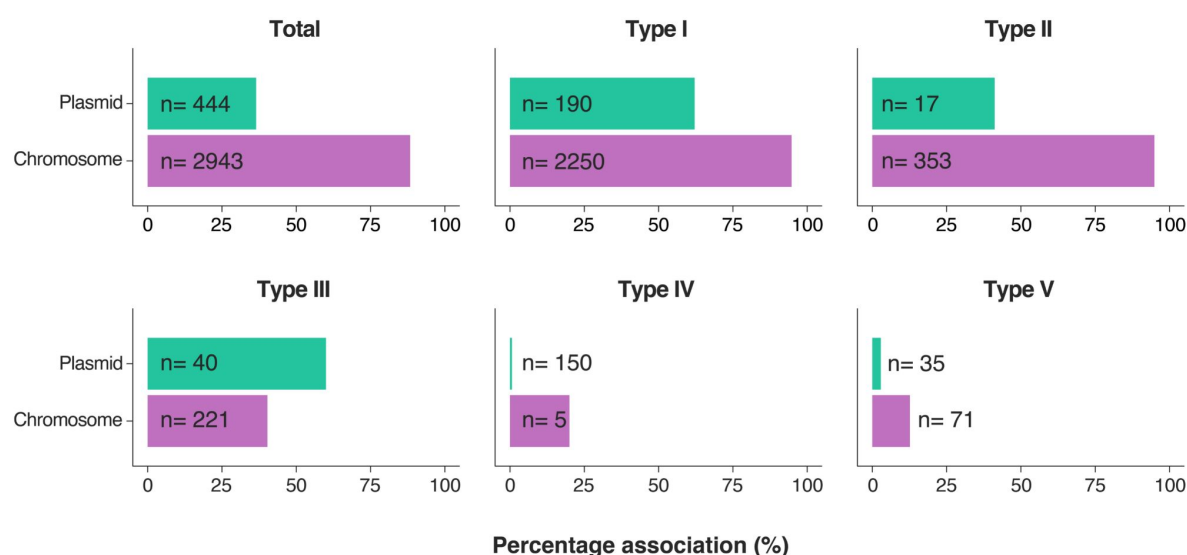 Total
Type I
Type II
Plasmid
n= 444
n= 190
n= 17
Chromosome
n= 2943
n= 2250
n= 353
0 25 50 75 100
0 25 50 75 100
0 25 50 75 100
Type III
Type IV
Type V
Plasmid
n= 40
n= 150
n= 35
Chromosome
n= 221
n= 5
n= 71
0 25 50 75 100
0 25 50 75 100
0 25 50 75 100
Percentage association (%)